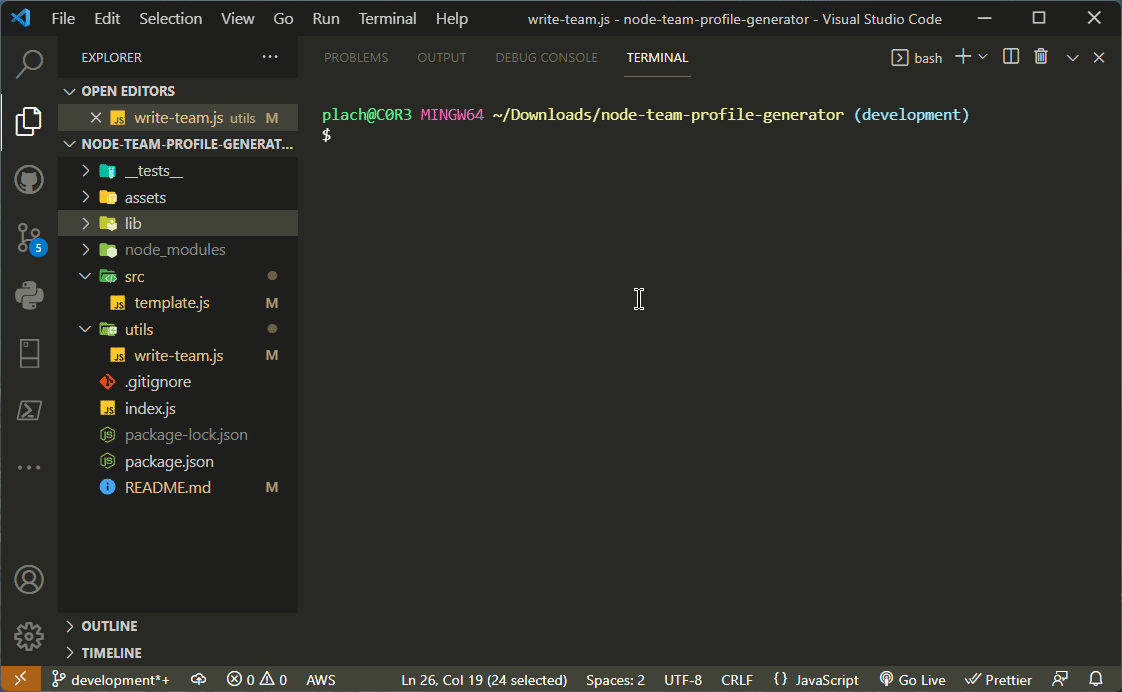 File Edit Selection View Go Run Terminal Help write-team.js - node-team-profile-generator - Visual Studio Code
EXPLORER ··· PROBLEMS OUTPUT DEBUG CONSOLE TERMINAL bash
OPEN EDITORS
JS write-team.js utils M
NODE-TEAM-PROFILE-GENERAT...
__tests__
assets
lib
node_modules
src
JS template.js M
utils
JS write-team.js M
.gitignore
JS index.js
package-lock.json
package.json
README.md M
OUTLINE
TIMELINE
5
plach@C0R3 MINGW64 ~/Downloads/node-team-profile-generator (development)
$
development*+ 0 0 AWS Ln 26, Col 19 (24 selected) Spaces: 2 UTF-8 CRLF {} JavaScript Go Live Prettier